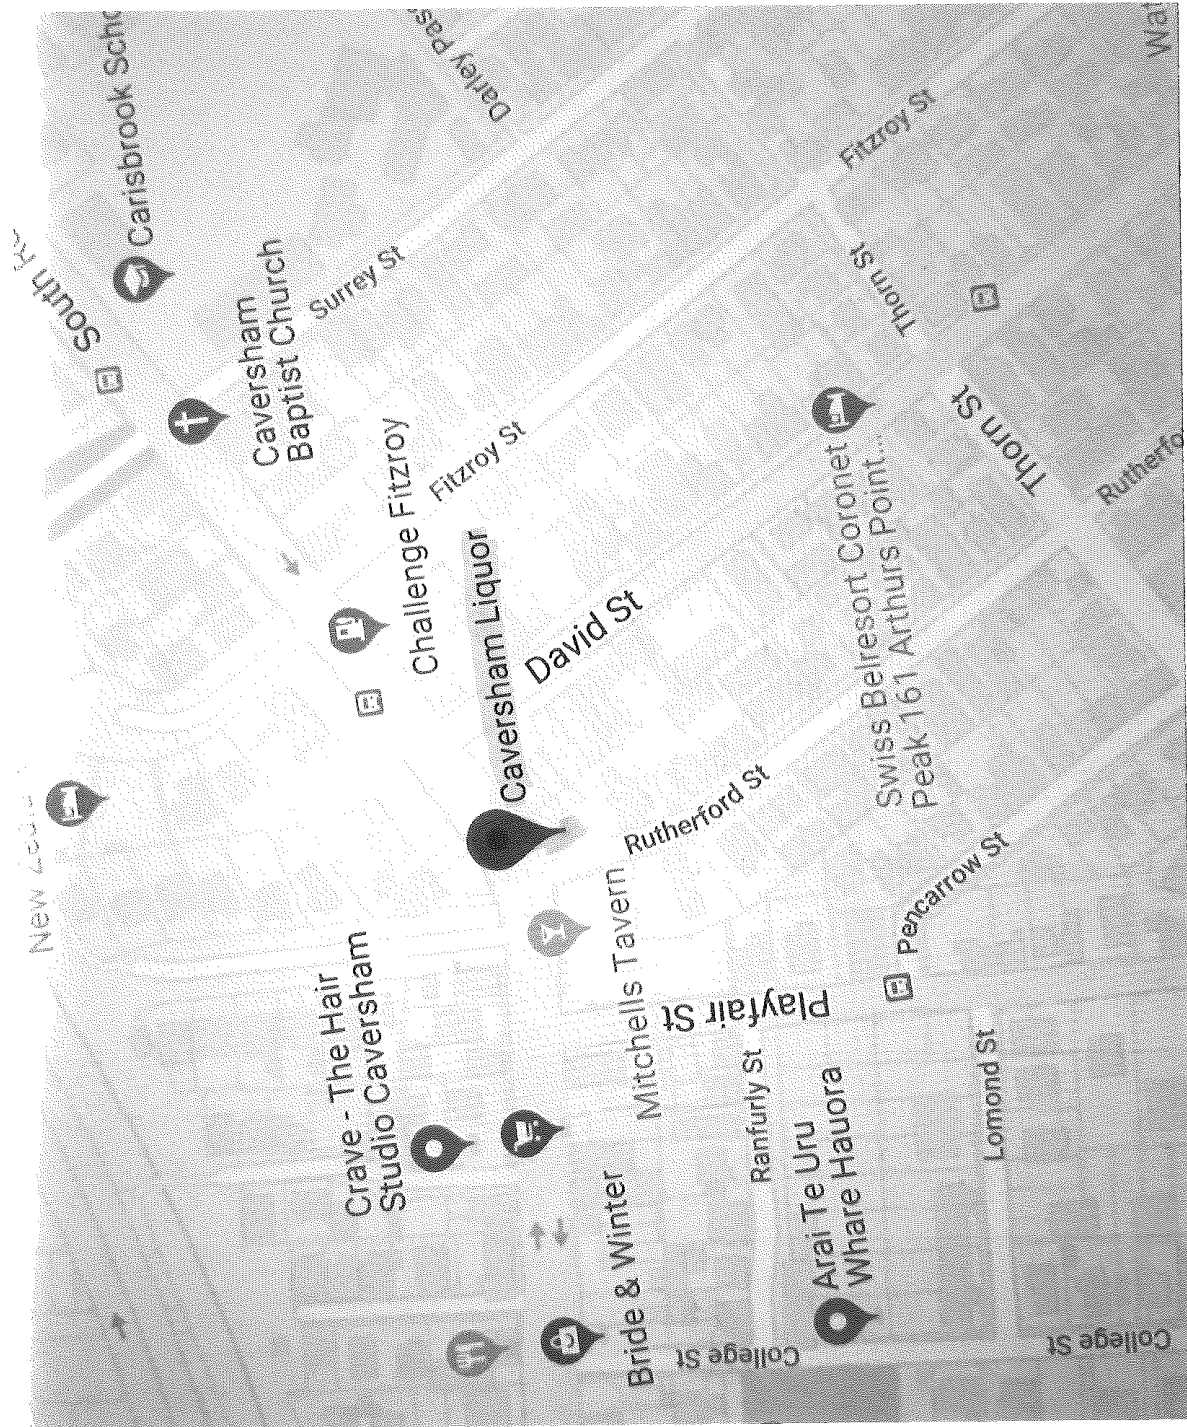 Carisbrook Scho
South
Caversham
Baptist Church
Surrey St
Darley Pas
Fitzroy St
Wai
Challenge Fitzroy
Fitzroy St
Thorn St
Caversham Liquor
David St
Swiss Belresort Coronet
Peak 161 Arthurs Point...
Thorn St
Rutherfo
New
Rutherford St
Mitchells Tavern
Crave - The Hair
Studio Caversham
Playfair St
Pencarrow St
Ranfurly St
Lomond St
Bride & Winter
Arai Te Uru
Whare Hauora
College St
College St